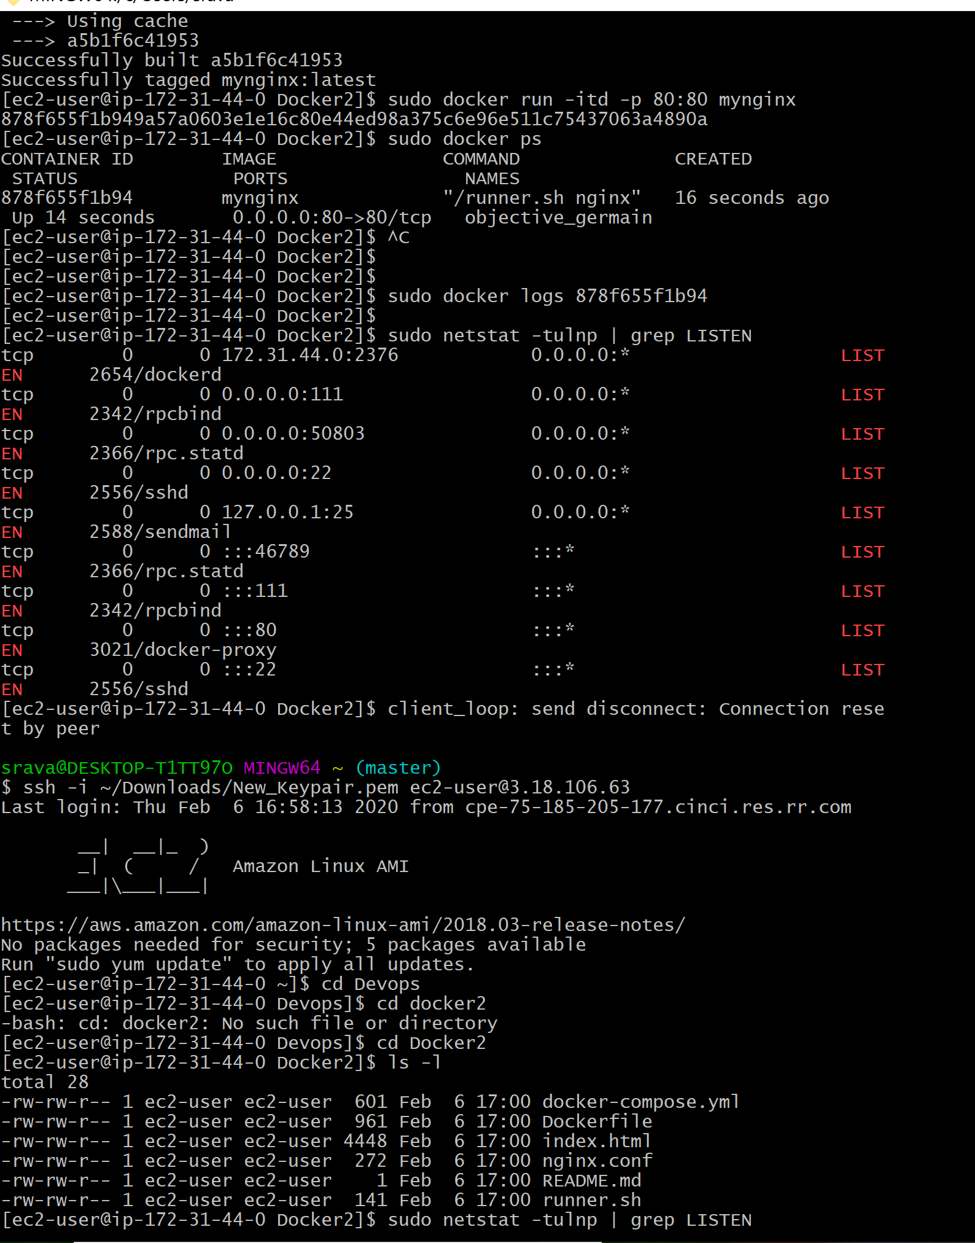 ---> Using cache
---> a5b1f6c41953
Successfully built a5b1f6c41953
Successfully tagged mynginx:latest
[ec2-user@ip-172-31-44-0 Docker2]$ sudo docker run -itd -p 80:80 mynginx
878f655f1b949a57a0603e1e16c80e44ed98a375c6e96e511c75437063a4890a
[ec2-user@ip-172-31-44-0 Docker2]$ sudo docker ps
CONTAINER ID        IMAGE               COMMAND              CREATED
 STATUS              PORTS                NAMES
878f655f1b94        mynginx             "/runner.sh nginx"   16 seconds ago
 Up 14 seconds       0.0.0.0:80->80/tcp   objective_germain
[ec2-user@ip-172-31-44-0 Docker2]$ ^C
[ec2-user@ip-172-31-44-0 Docker2]$
[ec2-user@ip-172-31-44-0 Docker2]$
[ec2-user@ip-172-31-44-0 Docker2]$ sudo docker logs 878f655f1b94
[ec2-user@ip-172-31-44-0 Docker2]$
[ec2-user@ip-172-31-44-0 Docker2]$ sudo netstat -tulnp | grep LISTEN
tcp        0      0 172.31.44.0:2376            0.0.0.0:*                   LIST
EN      2654/dockerd
tcp        0      0 0.0.0.0:111                 0.0.0.0:*                   LIST
EN      2342/rpcbind
tcp        0      0 0.0.0.0:50803               0.0.0.0:*                   LIST
EN      2366/rpc.statd
tcp        0      0 0.0.0.0:22                  0.0.0.0:*                   LIST
EN      2556/sshd
tcp        0      0 127.0.0.1:25                0.0.0.0:*                   LIST
EN      2588/sendmail
tcp        0      0 :::46789                    :::*                        LIST
EN      2366/rpc.statd
tcp        0      0 :::111                      :::*                        LIST
EN      2342/rpcbind
tcp        0      0 :::80                       :::*                        LIST
EN      3021/docker-proxy
tcp        0      0 :::22                       :::*                        LIST
EN      2556/sshd
[ec2-user@ip-172-31-44-0 Docker2]$ client_loop: send disconnect: Connection rese
t by peer
srava@DESKTOP-T1TT97O MINGW64 ~ (master)
$ ssh -i ~/Downloads/New_Keypair.pem ec2-user@3.18.106.63
Last login: Thu Feb  6 16:58:13 2020 from cpe-75-185-205-177.cinci.res.rr.com
       __|  __|_  )
       _|  (     /   Amazon Linux AMI
      ___|\___|___|
https://aws.amazon.com/amazon-linux-ami/2018.03-release-notes/
No packages needed for security; 5 packages available
Run "sudo yum update" to apply all updates.
[ec2-user@ip-172-31-44-0 ~]$ cd Devops
[ec2-user@ip-172-31-44-0 Devops]$ cd docker2
-bash: cd: docker2: No such file or directory
[ec2-user@ip-172-31-44-0 Devops]$ cd Docker2
[ec2-user@ip-172-31-44-0 Docker2]$ ls -l
total 28
-rw-rw-r-- 1 ec2-user ec2-user  601 Feb  6 17:00 docker-compose.yml
-rw-rw-r-- 1 ec2-user ec2-user  961 Feb  6 17:00 Dockerfile
-rw-rw-r-- 1 ec2-user ec2-user 4448 Feb  6 17:00 index.html
-rw-rw-r-- 1 ec2-user ec2-user  272 Feb  6 17:00 nginx.conf
-rw-rw-r-- 1 ec2-user ec2-user    1 Feb  6 17:00 README.md
-rw-rw-r-- 1 ec2-user ec2-user  141 Feb  6 17:00 runner.sh
[ec2-user@ip-172-31-44-0 Docker2]$ sudo netstat -tulnp | grep LISTEN